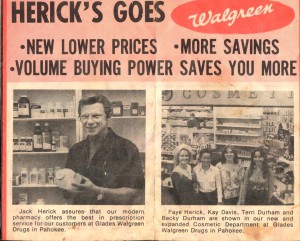 HERICK'S GOES Walgreen
•NEW LOWER PRICES •MORE SAVINGS
•VOLUME BUYING POWER SAVES YOU MORE
COSMETI
Jack Herick assures that our modern
pharmacy offers the best in prescription
service for our customers at Glades Walgreen
Drugs in Pahokee.
Faye Herick, Kay Davis, Terri Durham and
Becky Durham are shown in our new and
expanded Cosmetic Department at Glades
Walgreen Drugs in Pahokee.